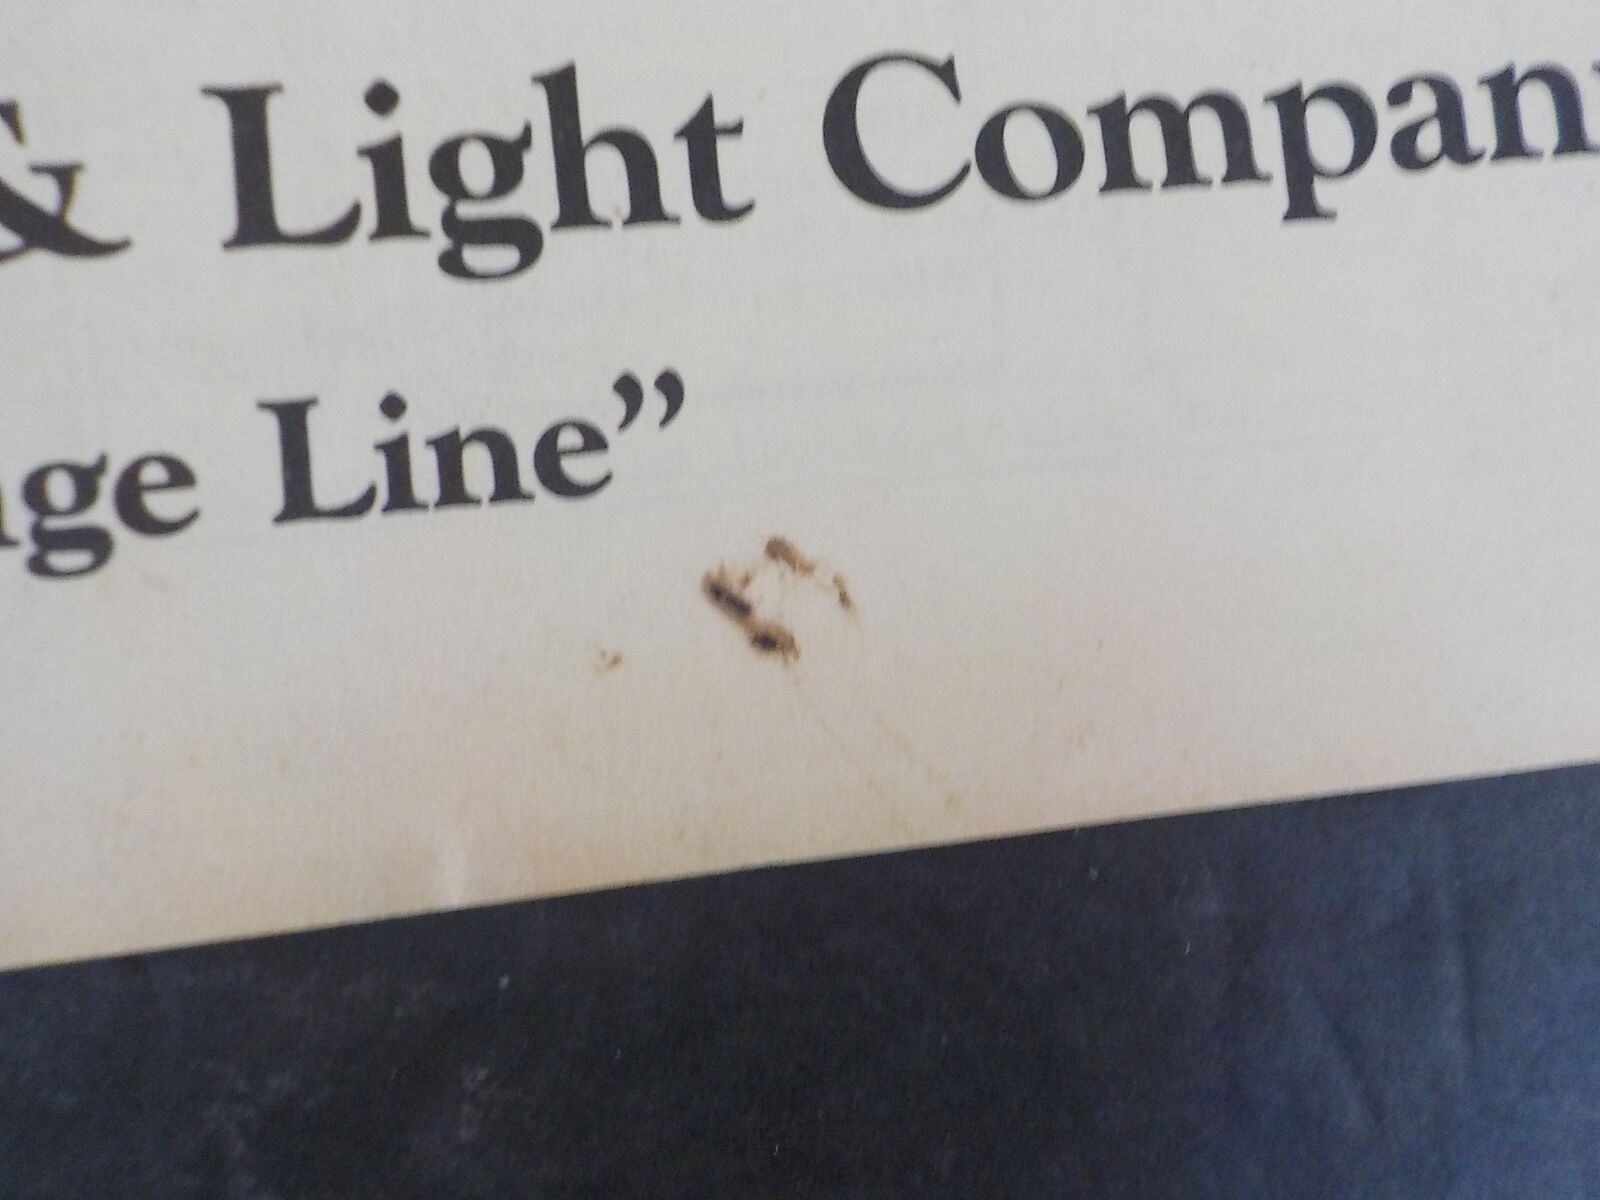 & Light Compan
ge Line”